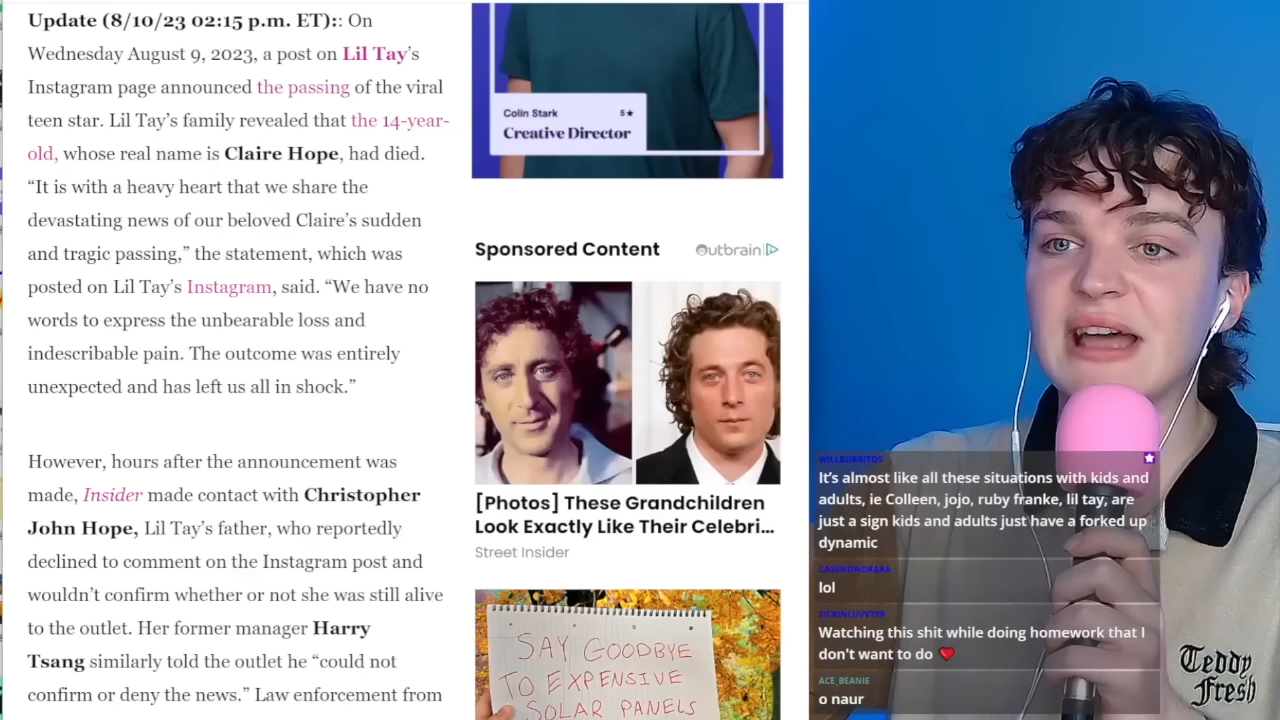 Update (8/10/23 02:15 p.m. ET):: On
Wednesday August 9, 2023, a post on Lil Tay’s
Instagram page announced the passing of the viral
teen star. Lil Tay’s family revealed that the 14-year-
old, whose real name is Claire Hope, had died.
“It is with a heavy heart that we share the
devastating news of our beloved Claire’s sudden
and tragic passing,” the statement, which was
posted on Lil Tay’s Instagram, said. “We have no
words to express the unbearable loss and
indescribable pain. The outcome was entirely
unexpected and has left us all in shock.”
However, hours after the announcement was
made, Insider made contact with Christopher
John Hope, Lil Tay’s father, who reportedly
declined to comment on the Instagram post and
wouldn’t confirm whether or not she was still alive
to the outlet. Her former manager Harry
Tsang similarly told the outlet he “could not
confirm or deny the news.” Law enforcement from
Colin Stark 5★
Creative Director
Sponsored Content
Outbrain
[Photos] These Grandchildren
Look Exactly Like Their Celebri...
Street Insider
SAY GOODBYE
TO EXPENSIVE
SOLAR PANELS
WILLBURRITOS
It’s almost like all these situations with kids and
adults, ie Colleen, jojo, ruby franke, lil tay, are
just a sign kids and adults just have a forked up
dynamic
lol
SICKINLUVV799
Watching this shit while doing homework that I
don't want to do ❤️
ACE_BEANIE
o naur
Teddy
Fresh